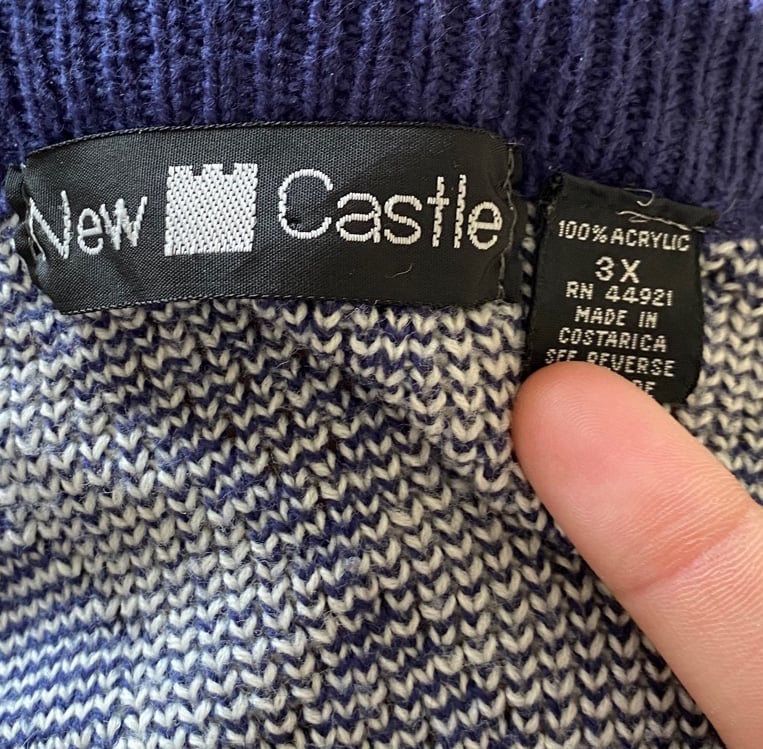 New Castle
100% ACRYLIC
3X
RN 44921
MADE IN
COSTARICA
SEE REVERSE